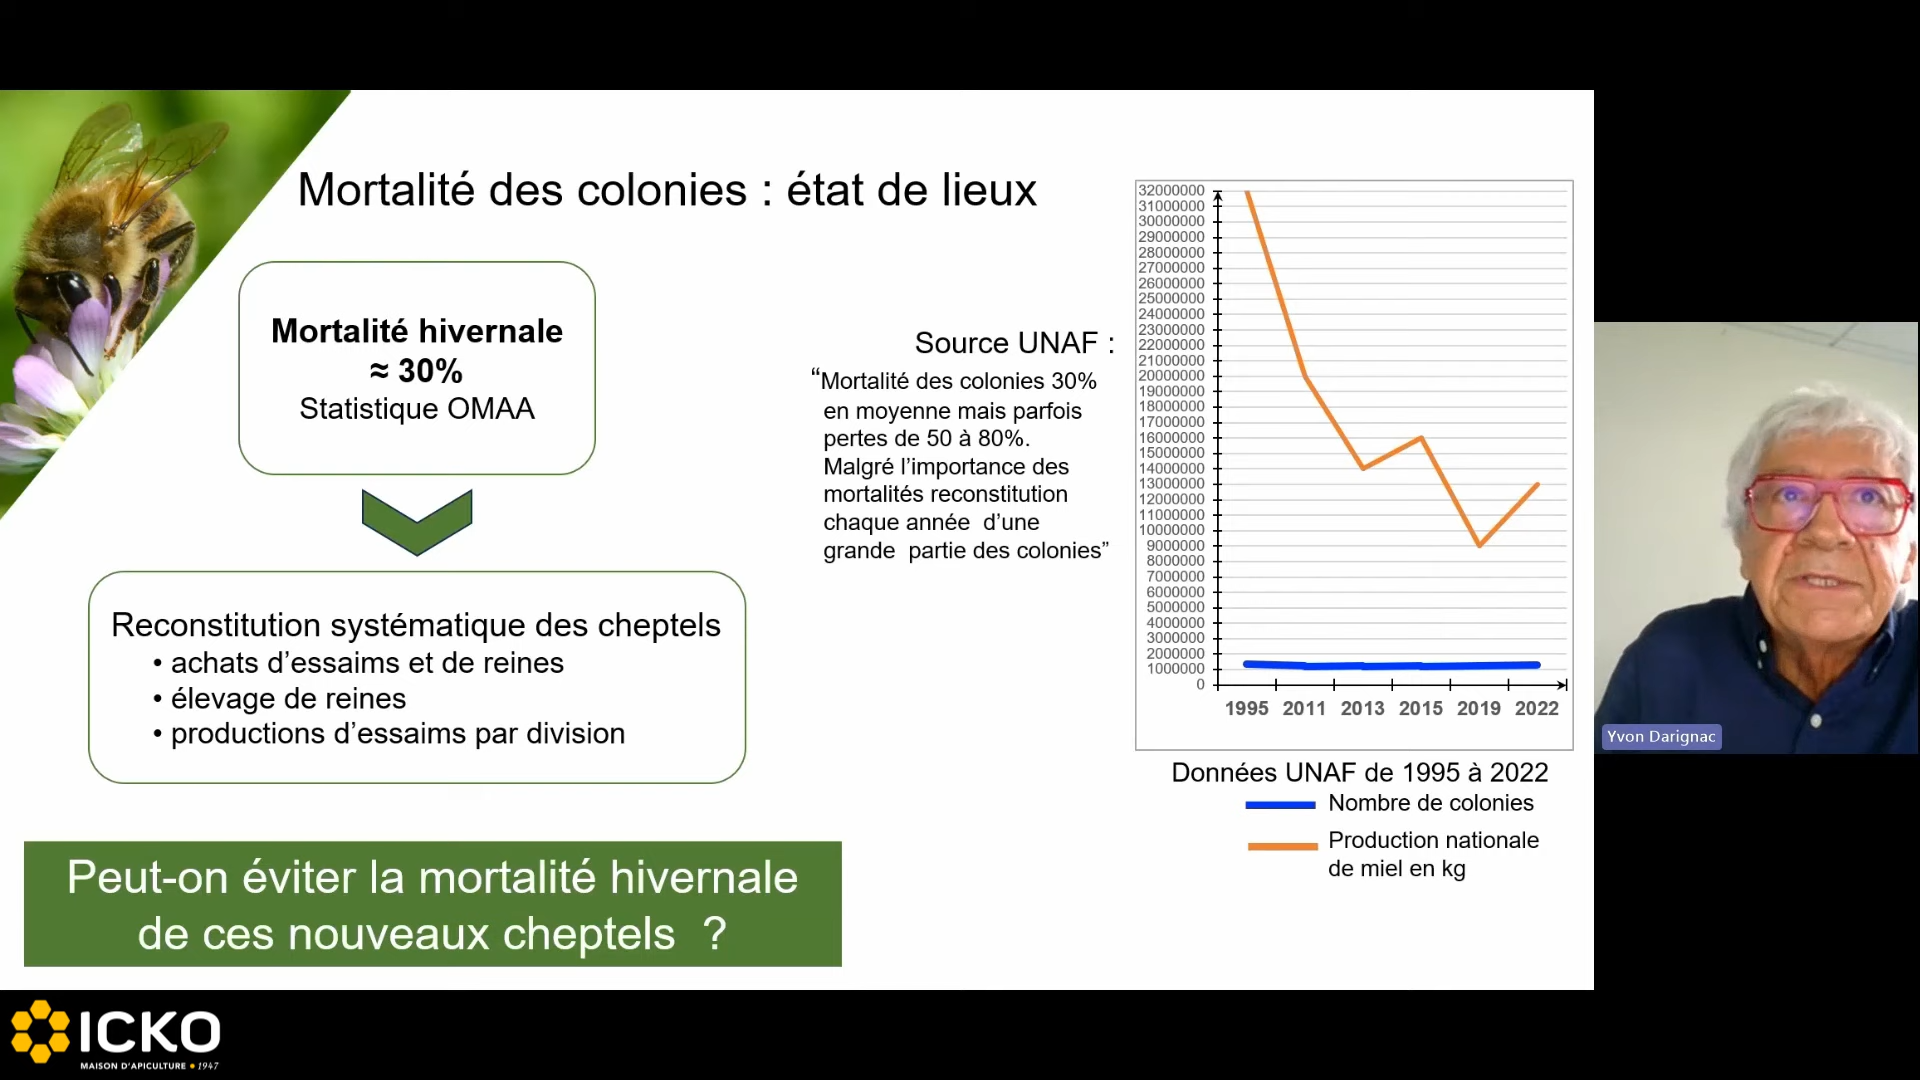 Mortalité des colonies : état de lieux
Mortalité hivernale
≈ 30%
Statistique OMAA
Reconstitution systématique des cheptels
• achats d’essaims et de reines
• élevage de reines
• productions d’essaims par division
Peut-on éviter la mortalité hivernale
de ces nouveaux cheptels ?
Source UNAF :
“Mortalité des colonies 30%
en moyenne mais parfois
pertes de 50 à 80%.
Malgré l’importance des
mortalités reconstitution
chaque année d’une
grande partie des colonies”
32000000
31000000
30000000
29000000
28000000
27000000
26000000
25000000
24000000
23000000
22000000
21000000
20000000
19000000
18000000
17000000
16000000
15000000
14000000
13000000
12000000
11000000
10000000
9000000
8000000
7000000
6000000
5000000
4000000
3000000
2000000
1000000
0
1995 2011 2013 2015 2019 2022
Données UNAF de 1995 à 2022
Nombre de colonies
Production nationale
de miel en kg
Yvon Darignac
ICKO
MAISON D'APICULTURE • 1947